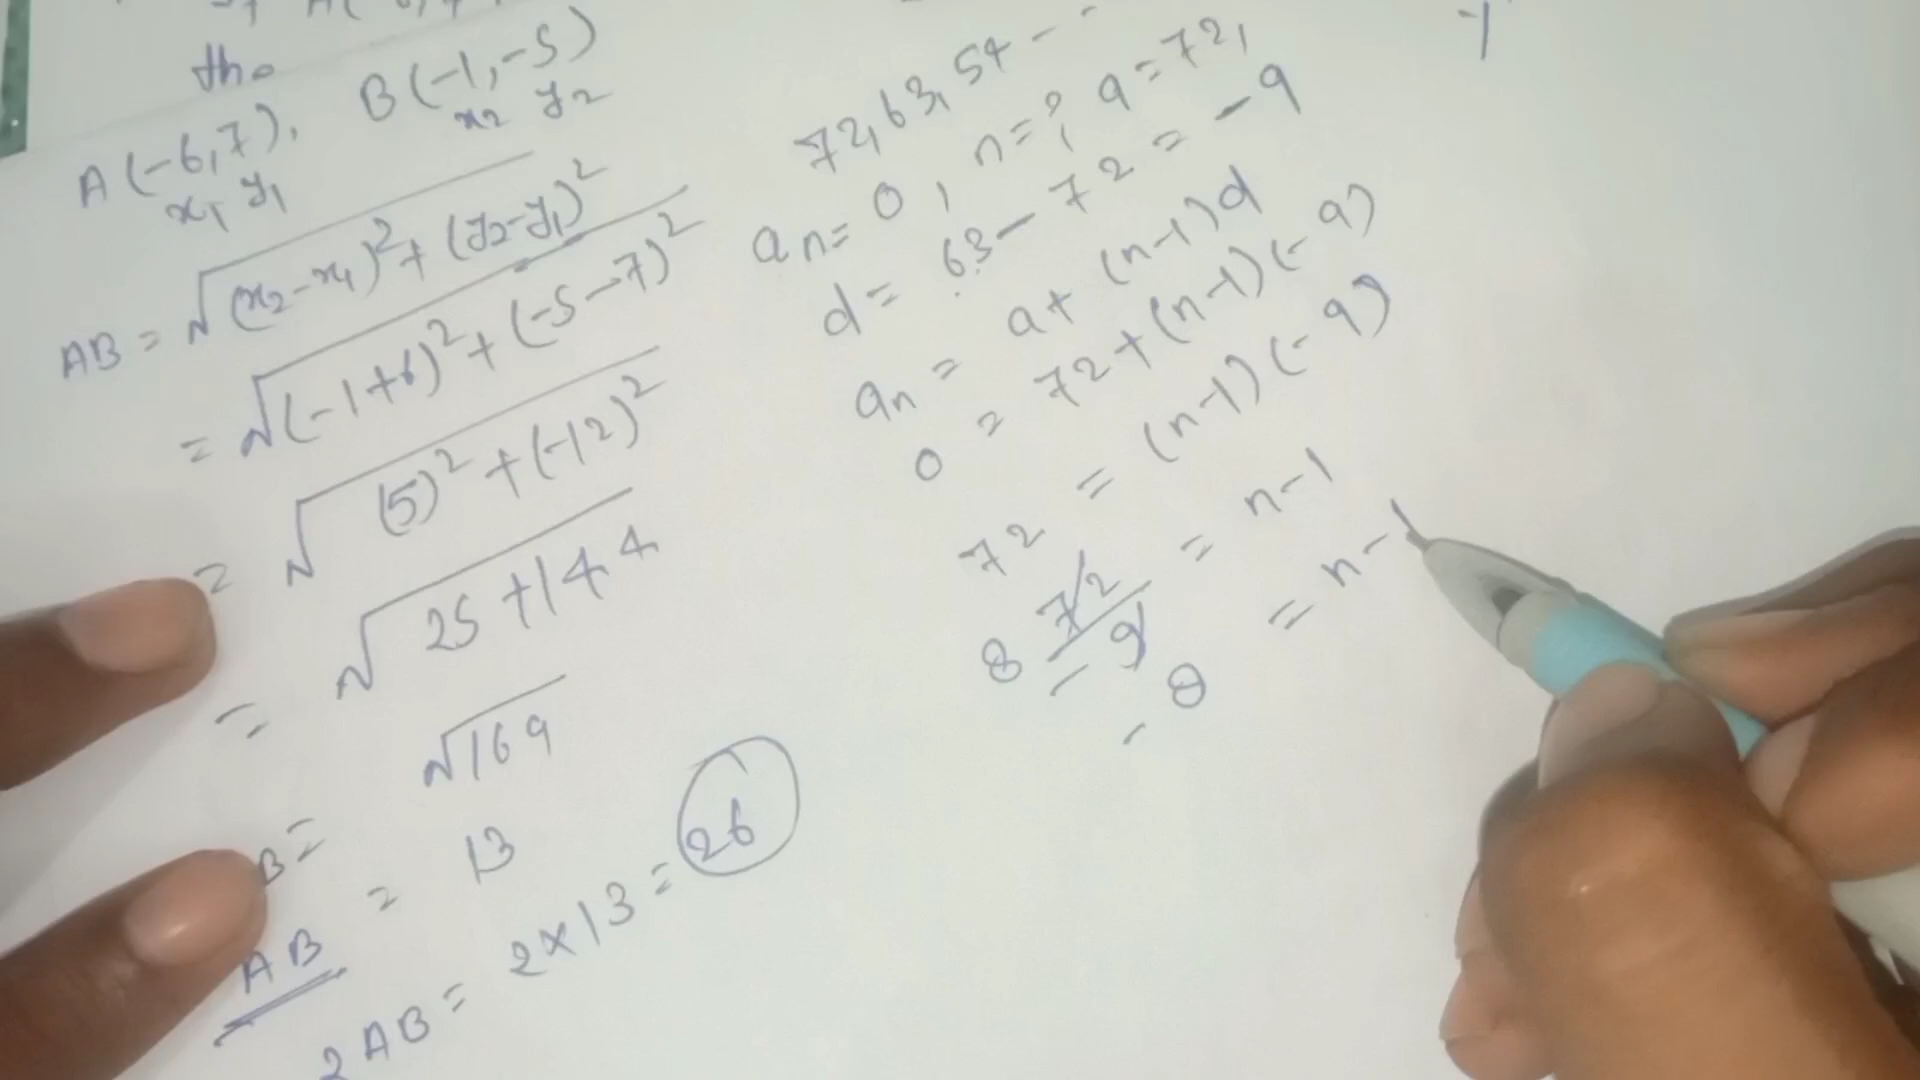 the
A(-6,7), B(-1,-5)
x₁ y₁ x₂ y₂
AB = √(x₂-x₁)²+(y₂-y₁)²
= √(-1+6)²+(-5-7)²
= √(5)²+(-12)²
= √25+144
B= √169
AB = 13
2AB = 2×13 = 26
72, 63, 54 - -
an= 0, n=?, a=72,
d= 63-72 = -9
an = a+(n-1)d
0 = 72+(n-1)(-9)
72 = (n-1)(-9)
8 72/-9 = n-1
-8 = n-1
y